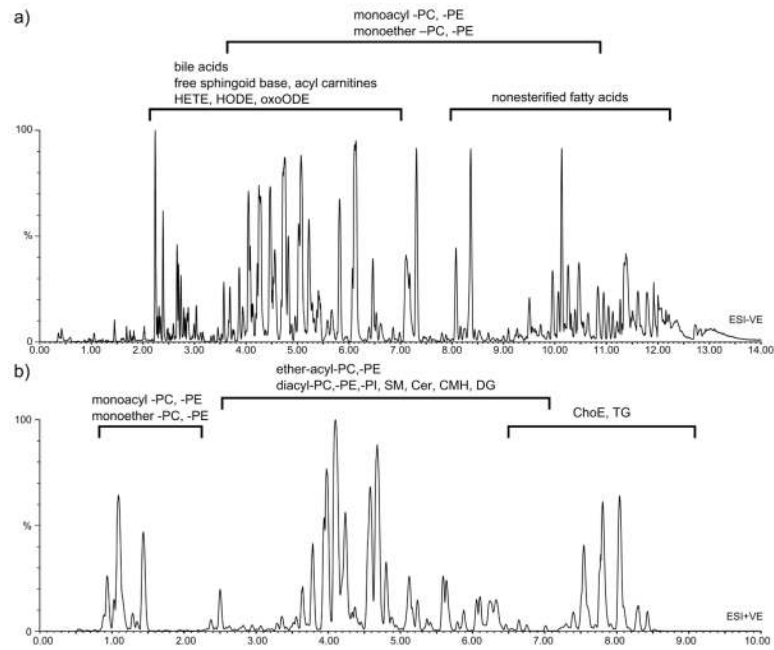 a)
monoacyl -PC, -PE
monoether –PC, -PE
bile acids
free sphingoid base, acyl carnitines
HETE, HODE, oxoODE
nonesterified fatty acids
100
%
0
ESI-VE
0.00 1.00 2.00 3.00 4.00 5.00 6.00 7.00 8.00 9.00 10.00 11.00 12.00 13.00 14.00
b)
ether-acyl-PC,-PE
diacyl-PC,-PE,-PI, SM, Cer, CMH, DG
monoacyl -PC, -PE
monoether -PC, -PE
ChoE, TG
100
%
0
ESI+VE
0.00 1.00 2.00 3.00 4.00 5.00 6.00 7.00 8.00 9.00 10.00